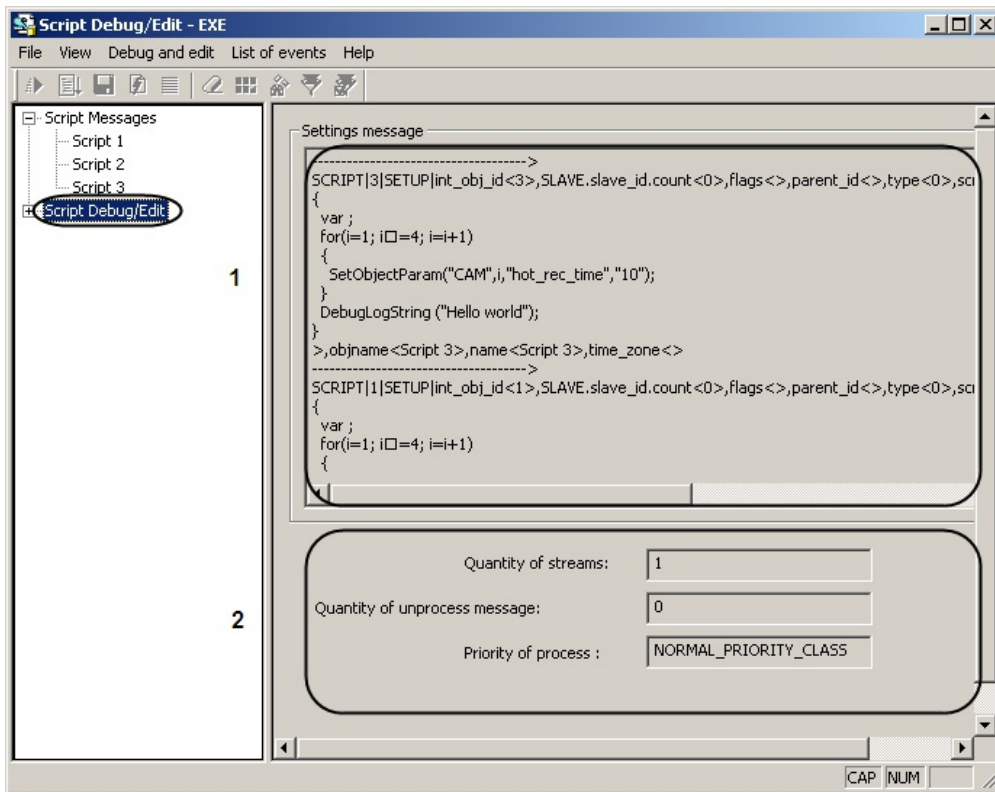 Script Debug/Edit - EXE
File View Debug and edit List of events Help
Script Messages
Script 1
Script 2
Script 3
Script Debug/Edit
1
Settings message
------------------------------------->
SCRIPT|3|SETUP|int_obj_id<3>,SLAVE.slave_id.count<0>,flags<>,parent_id<>,type<0>,scri
{
var ;
for(i=1; i□=4; i=i+1)
{
SetObjectParam("CAM",i,"hot_rec_time","10");
}
DebugLogString ("Hello world");
}
>,objname<Script 3>,name<Script 3>,time_zone<>
------------------------------------->
SCRIPT|1|SETUP|int_obj_id<1>,SLAVE.slave_id.count<0>,flags<>,parent_id<>,type<0>,scri
{
var ;
for(i=1; i□=4; i=i+1)
{
2
Quantity of streams: 1
Quantity of unprocess message: 0
Priority of process : NORMAL_PRIORITY_CLASS
CAP NUM